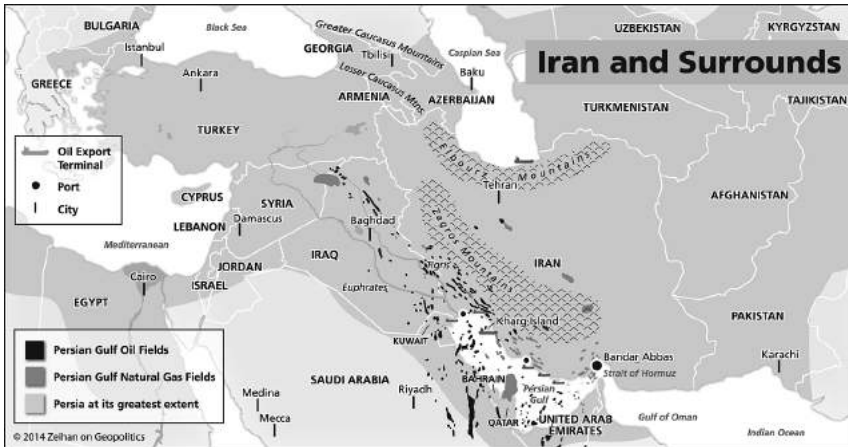 Iran and Surrounds
BULGARIA
Black Sea
Greater Caucasus Mountains
Caspian Sea
UZBEKISTAN
KYRGYZSTAN
Istanbul
GEORGIA
Tbilisi
Lesser Caucasus Mtns
GREECE
Ankara
ARMENIA
AZERBAIJAN
Baku
TURKMENISTAN
TAJIKISTAN
TURKEY
Oil Export
Terminal
Port
City
Elbourz Mountains
Tehran
CYPRUS
SYRIA
AFGHANISTAN
LEBANON
Damascus
Baghdad
Zagros Mountains
Mediterranean
IRAQ
Tigris
IRAN
Cairo
JORDAN
ISRAEL
Euphrates
EGYPT
Kharg Island
PAKISTAN
KUWAIT
Persian Gulf Oil Fields
Persian Gulf Natural Gas Fields
Persia at its greatest extent
Bandar Abbas
Strait of Hormuz
Karachi
SAUDI ARABIA
BAHRAIN
Persian
Gulf
Medina
Riyadh
Mecca
QATAR
UNITED ARAB
EMIRATES
Gulf of Oman
Indian Ocean
© 2014 Zeihan on Geopolitics